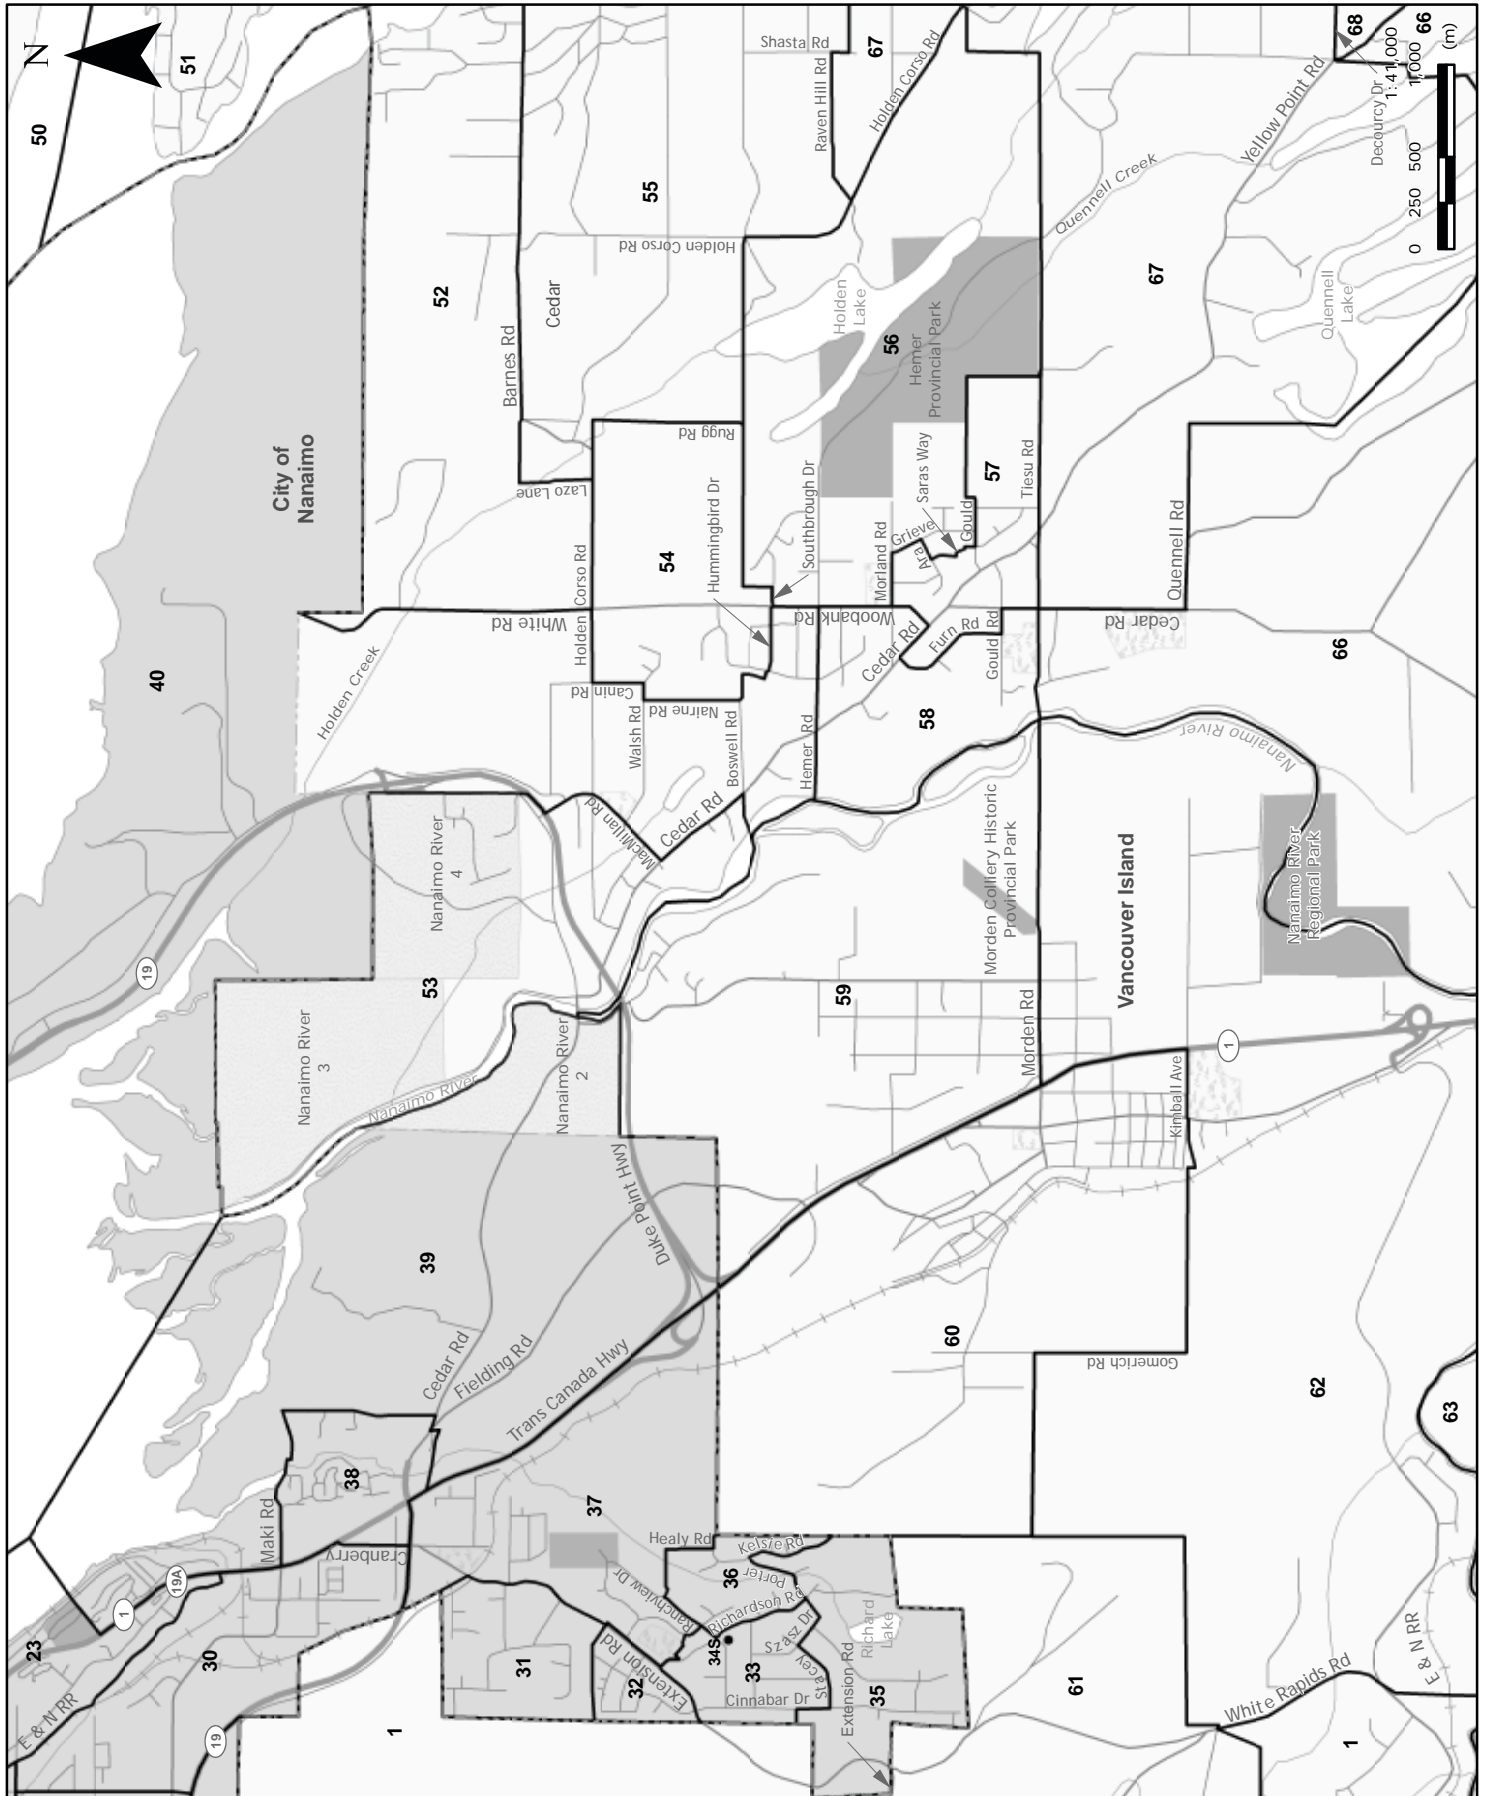 N
50
51
68
66
67
1:41,000
1,000
(m)
500
250
0
Shasta Rd
Raven Hill Rd
Holden Corso Rd
Yellow Point Rd
Decourcy Dr
Quennell Creek
55
Holden Corso Rd
52
Cedar
Barnes Rd
Holden
Lake
56
Hemer
Provincial Park
67
Quennell
Lake
City of
Nanaimo
Rugg Rd
Lazo Lane
54
Hummingbird Dr
Southbrough Dr
Saras Way
57
Tiesu Rd
Morland Rd
Grieve
Ara
Gould
Quennell Rd
40
Holden Creek
White Rd
Holden Corso Rd
Canin Rd
Nairne Rd
Walsh Rd
Boswell Rd
Woobank Rd
Cedar Rd
Furn Rd
Gould Rd
Cedar Rd
66
58
Hemer Rd
Nanaimo River
MacMillan Rd
Cedar Rd
Nanaimo River
4
Morden Colliery Historic
Provincial Park
Vancouver Island
Nanaimo River
Regional Park
19
53
59
Nanaimo River
3
Nanaimo River
Nanaimo River
2
Morden Rd
1
Kimball Ave
Duke Point Hwy
39
Cedar Rd
Fielding Rd
Trans Canada Hwy
60
Gomerich Rd
62
63
38
Maki Rd
Cranberry
37
Healy Rd
Kelsie Rd
36
Porter
Ranchview Dr
Richardson Rd
19A
1
23
30
31
32
Extension Rd
34S
33
Szasz Dr
Stacey
Cinnabar Dr
Richard
Lake
35
Extension Rd
61
White Rapids Rd
E & N RR
E & N RR
19
1
1